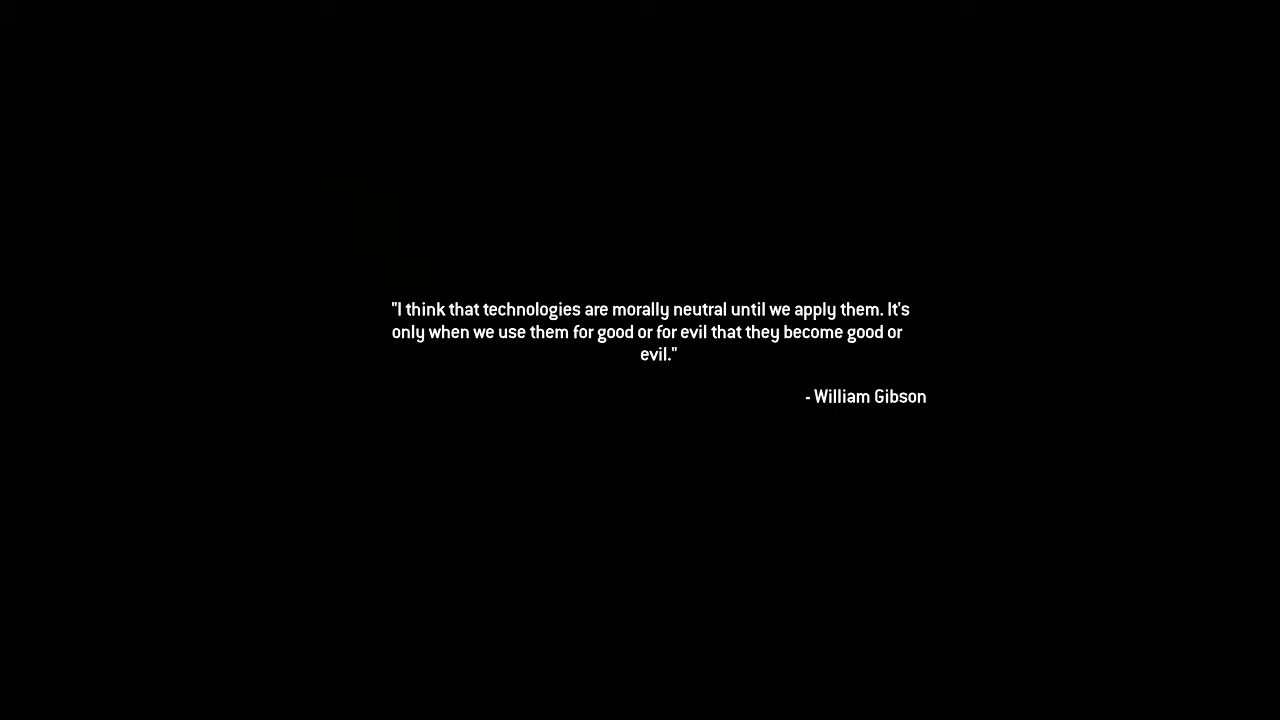 "I think that technologies are morally neutral until we apply them. It's
only when we use them for good or for evil that they become good or
evil."
- William Gibson